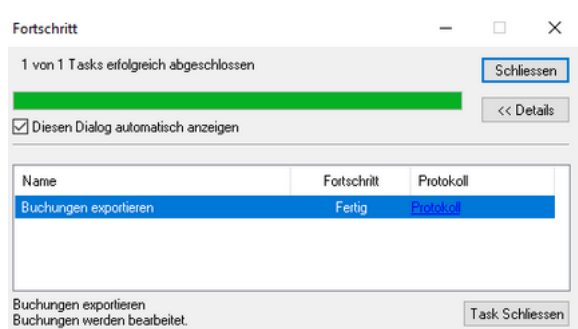 Fortschritt
1 von 1 Tasks erfolgreich abgeschlossen
Schliessen
<< Details
Diesen Dialog automatisch anzeigen
Name Fortschritt Protokoll
Buchungen exportieren Fertig Protokoll
Buchungen exportieren
Buchungen werden bearbeitet.
Task Schliessen